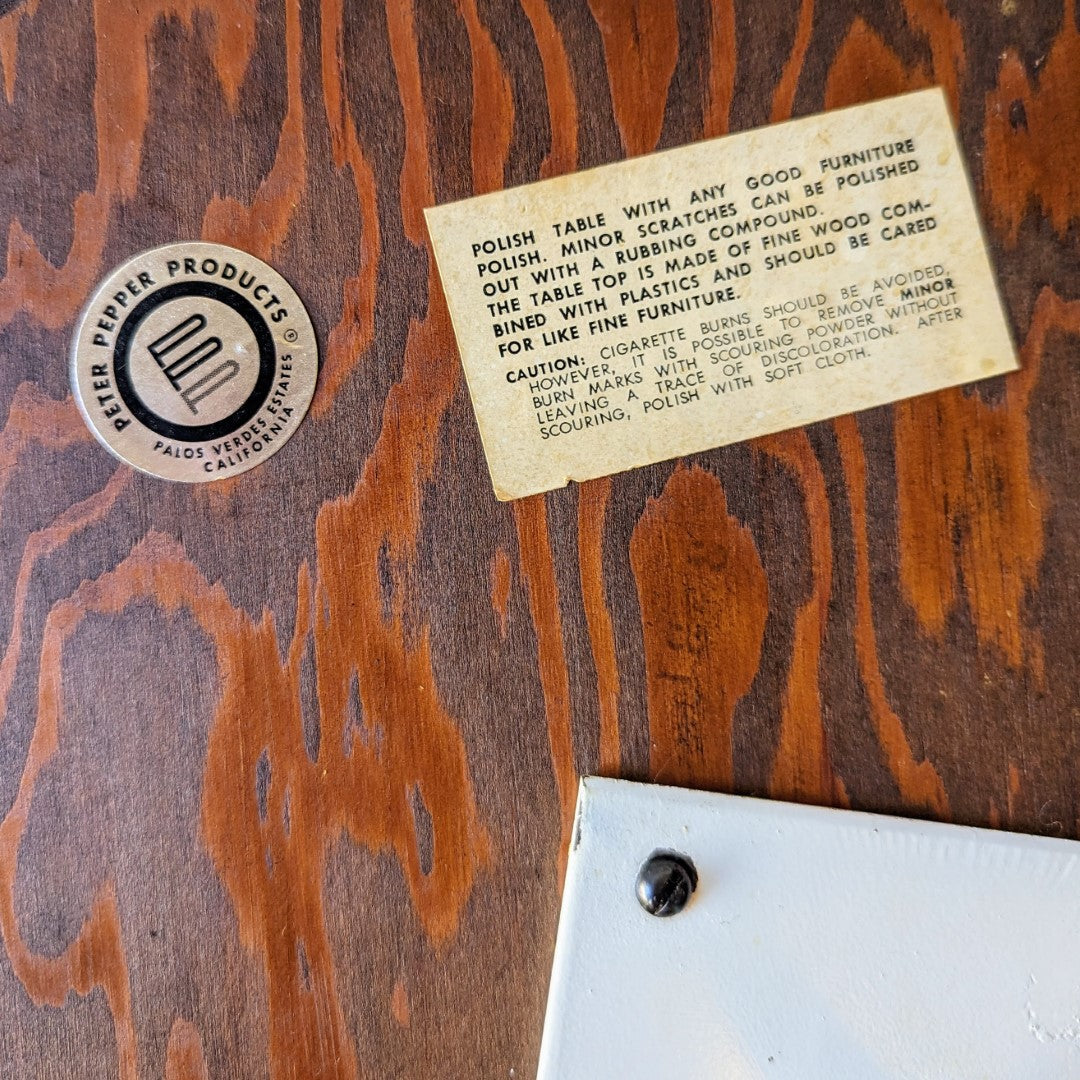 PETER PEPPER PRODUCTS ®
PALOS VERDES ESTATES
CALIFORNIA
POLISH TABLE WITH ANY GOOD FURNITURE
POLISH. MINOR SCRATCHES CAN BE POLISHED
OUT WITH A RUBBING COMPOUND.
THE TABLE TOP IS MADE OF FINE WOOD COM-
BINED WITH PLASTICS AND SHOULD BE CARED
FOR LIKE FINE FURNITURE.
CAUTION: CIGARETTE BURNS SHOULD BE AVOIDED,
HOWEVER, IT IS POSSIBLE TO REMOVE MINOR
BURN MARKS WITH SCOURING POWDER WITHOUT
LEAVING A TRACE OF DISCOLORATION. AFTER
SCOURING, POLISH WITH SOFT CLOTH.